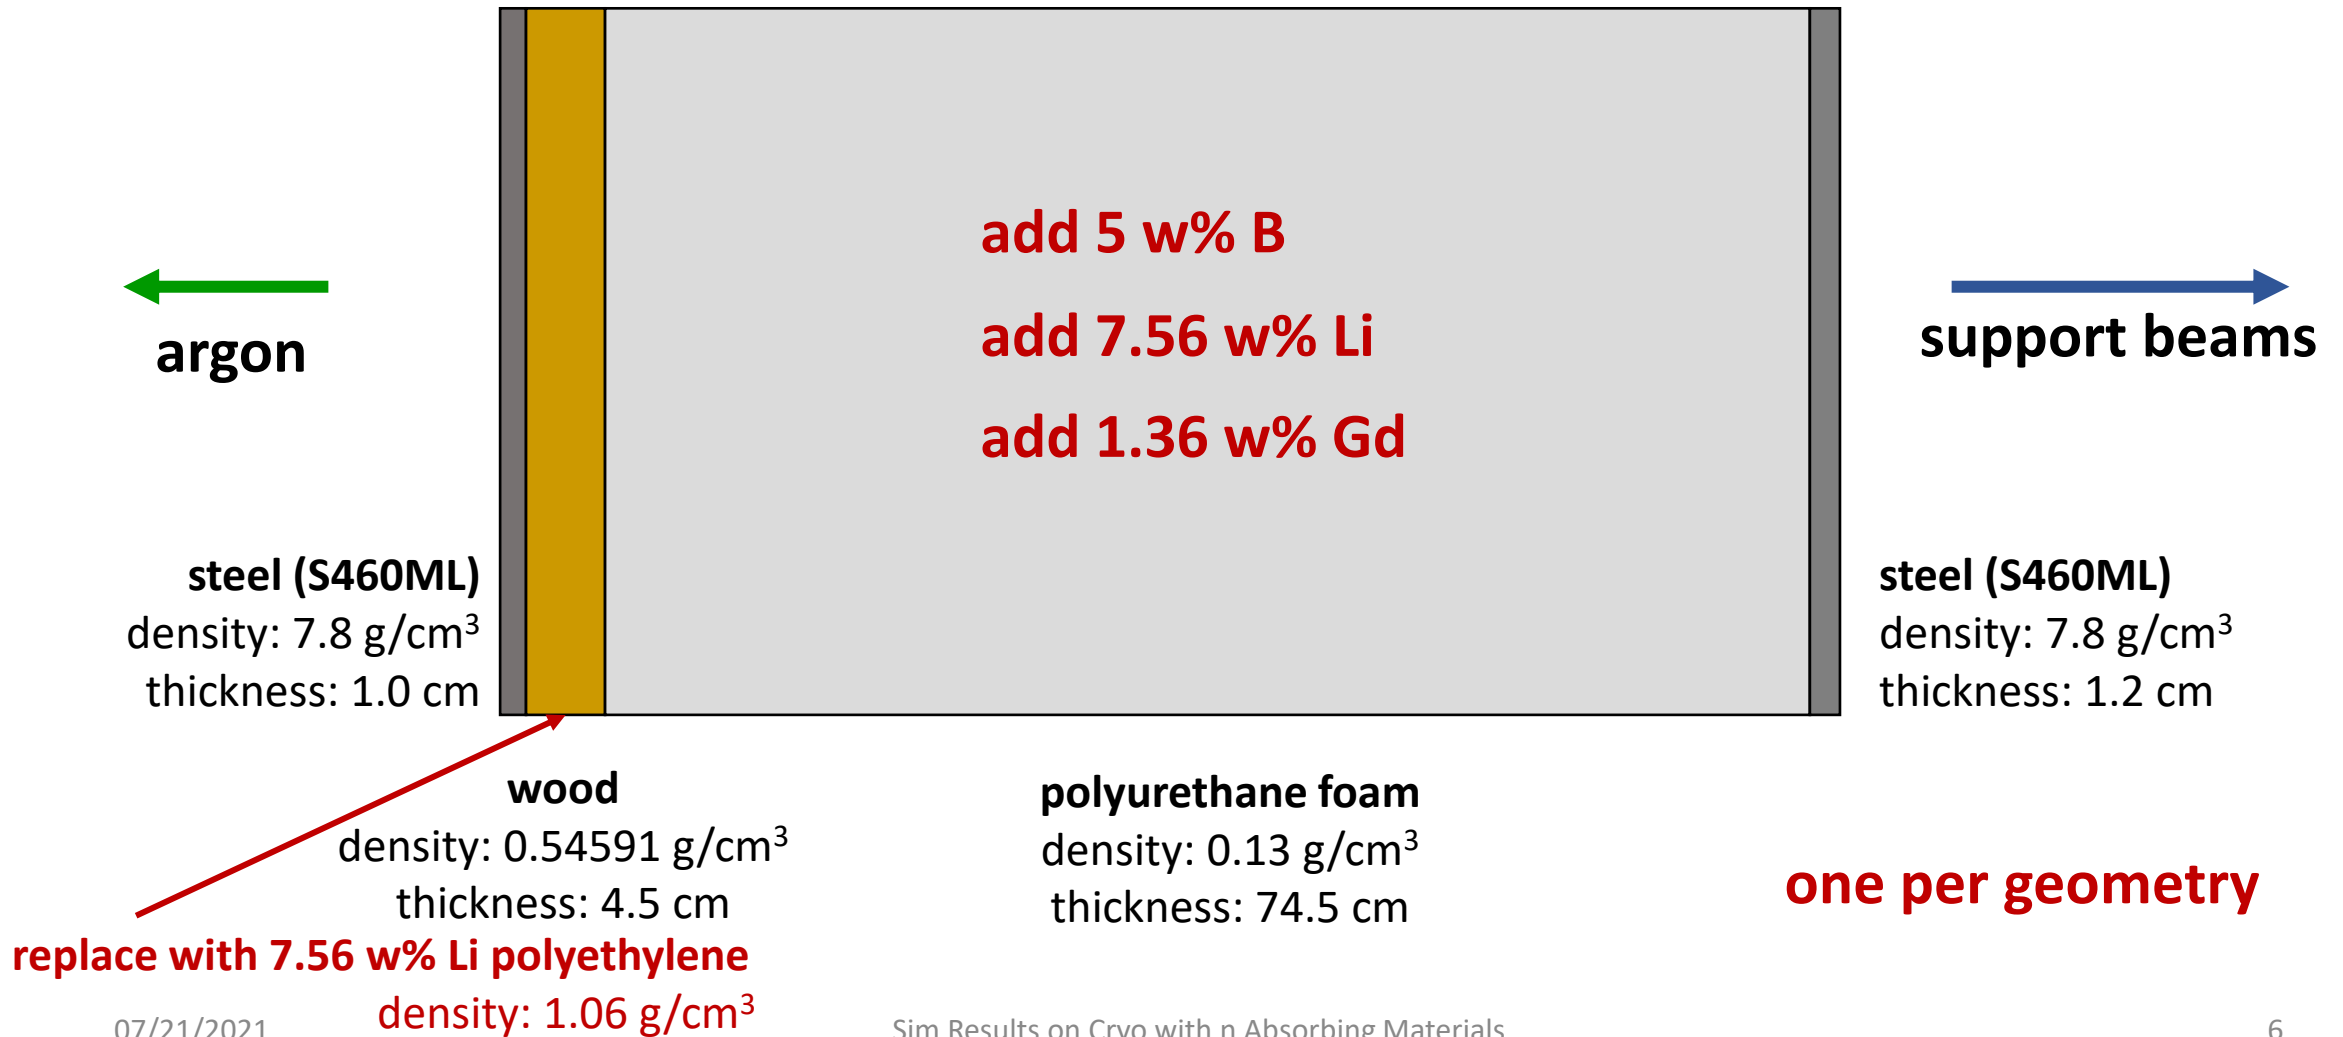 add 5 w% B
add 7.56 w% Li
add 1.36 w% Gd
argon
support beams
steel (S460ML)
density: 7.8 g/cm³
thickness: 1.0 cm
steel (S460ML)
density: 7.8 g/cm³
thickness: 1.2 cm
wood
density: 0.54591 g/cm³
thickness: 4.5 cm
polyurethane foam
density: 0.13 g/cm³
thickness: 74.5 cm
one per geometry
replace with 7.56 w% Li polyethylene
density: 1.06 g/cm³
07/21/2021
Sim Results on Cryo with n Absorbing Materials
6